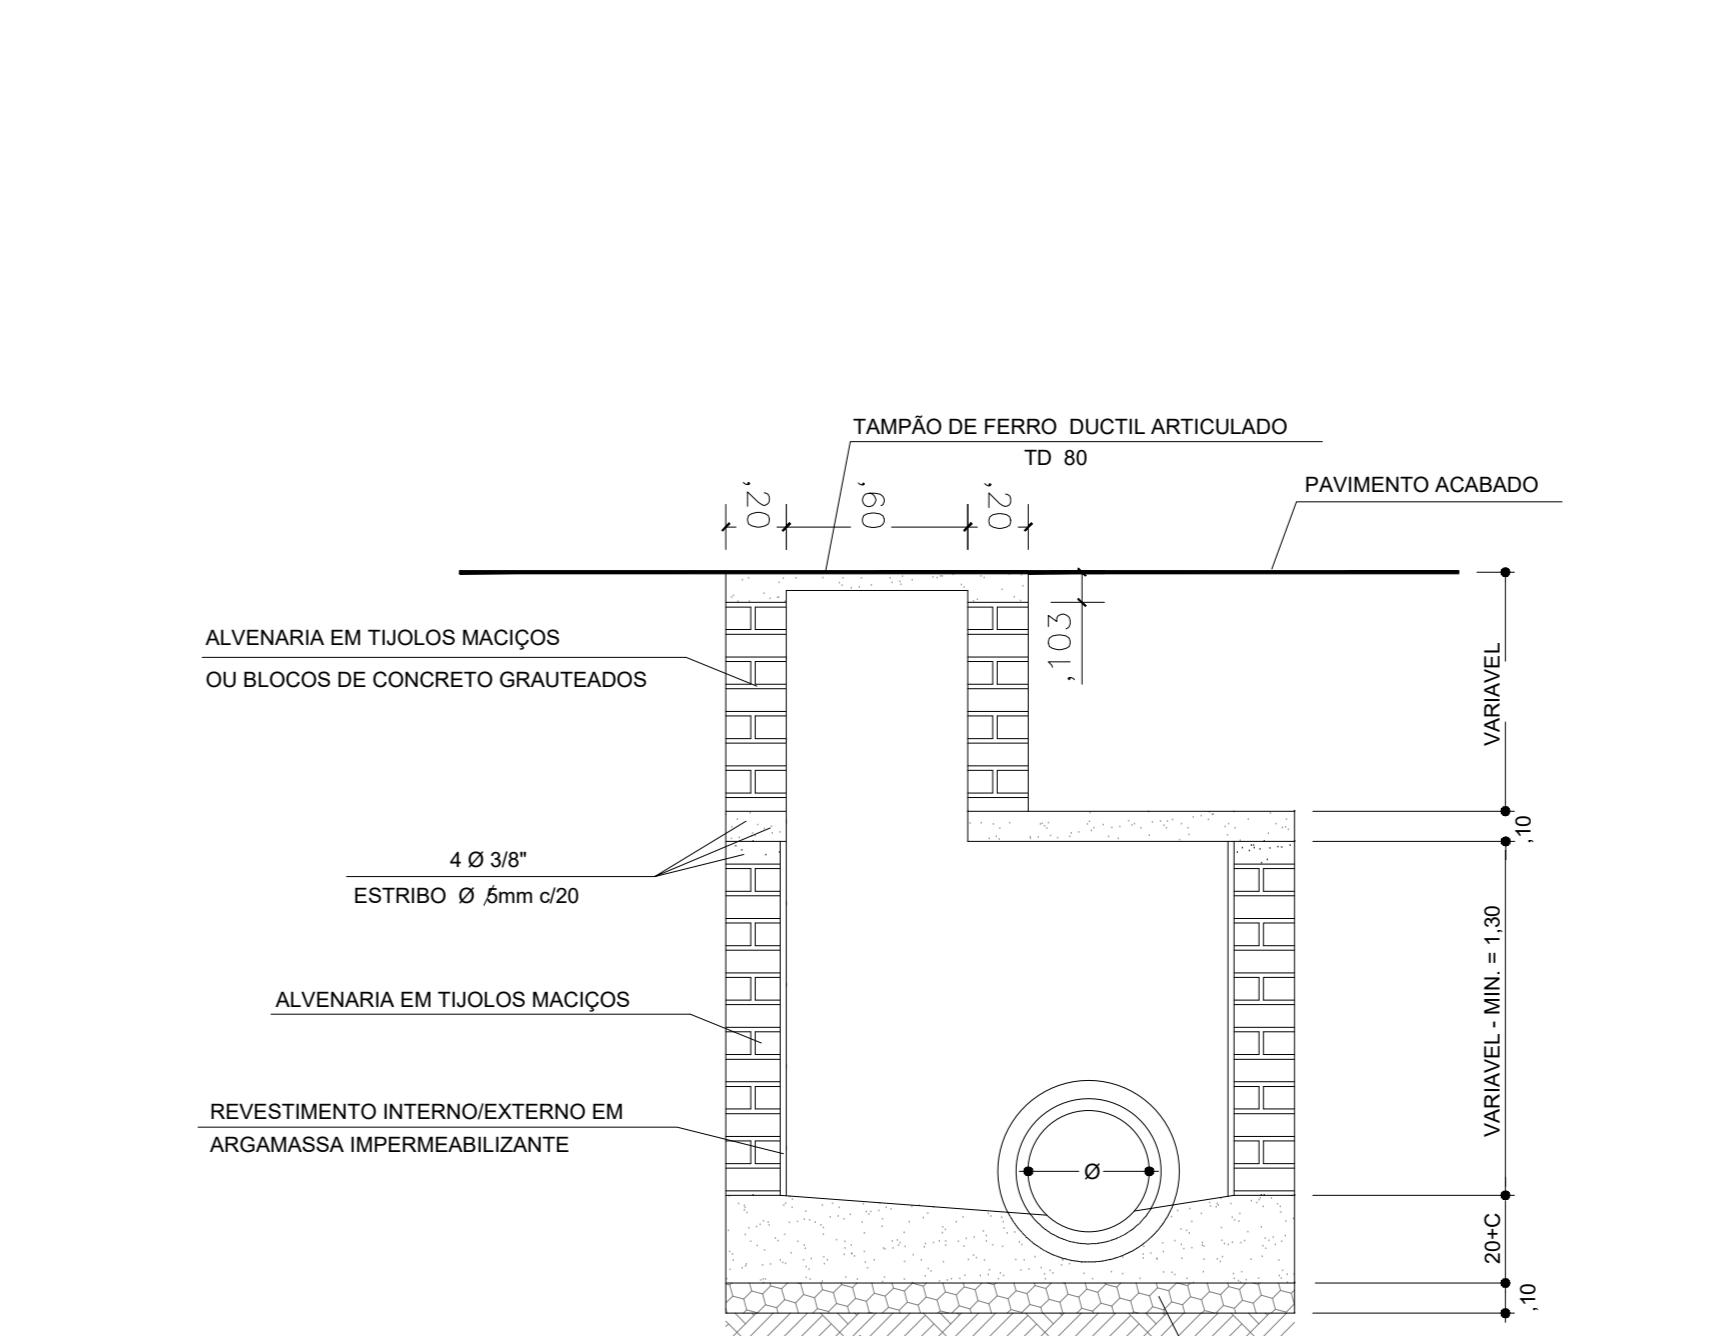 TAMPÃO DE FERRO DUCTIL ARTICULADO
TD 80
PAVIMENTO ACABADO
,20
,60
,20
,103
ALVENARIA EM TIJOLOS MACIÇOS
OU BLOCOS DE CONCRETO GRAUTEADOS
VARIAVEL
,10
4 Ø 3/8"
ESTRIBO Ø 5mm c/20
VARIAVEL - MIN. = 1,30
ALVENARIA EM TIJOLOS MACIÇOS
REVESTIMENTO INTERNO/EXTERNO EM
ARGAMASSA IMPERMEABILIZANTE
Ø
20+C
,10